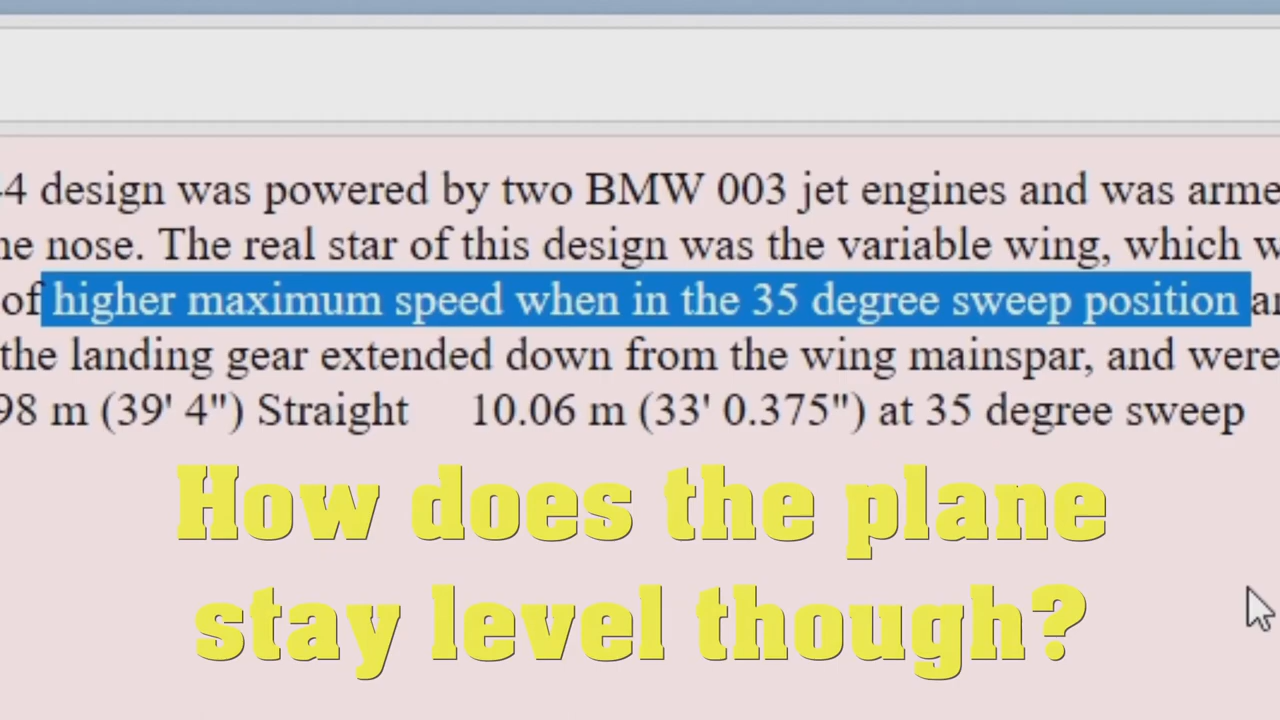 4 design was powered by two BMW 003 jet engines and was arme
ne nose. The real star of this design was the variable wing, which w
of higher maximum speed when in the 35 degree sweep position ar
the landing gear extended down from the wing mainspar, and were
98 m (39' 4") Straight 10.06 m (33' 0.375") at 35 degree sweep
How does the plane
stay level though?